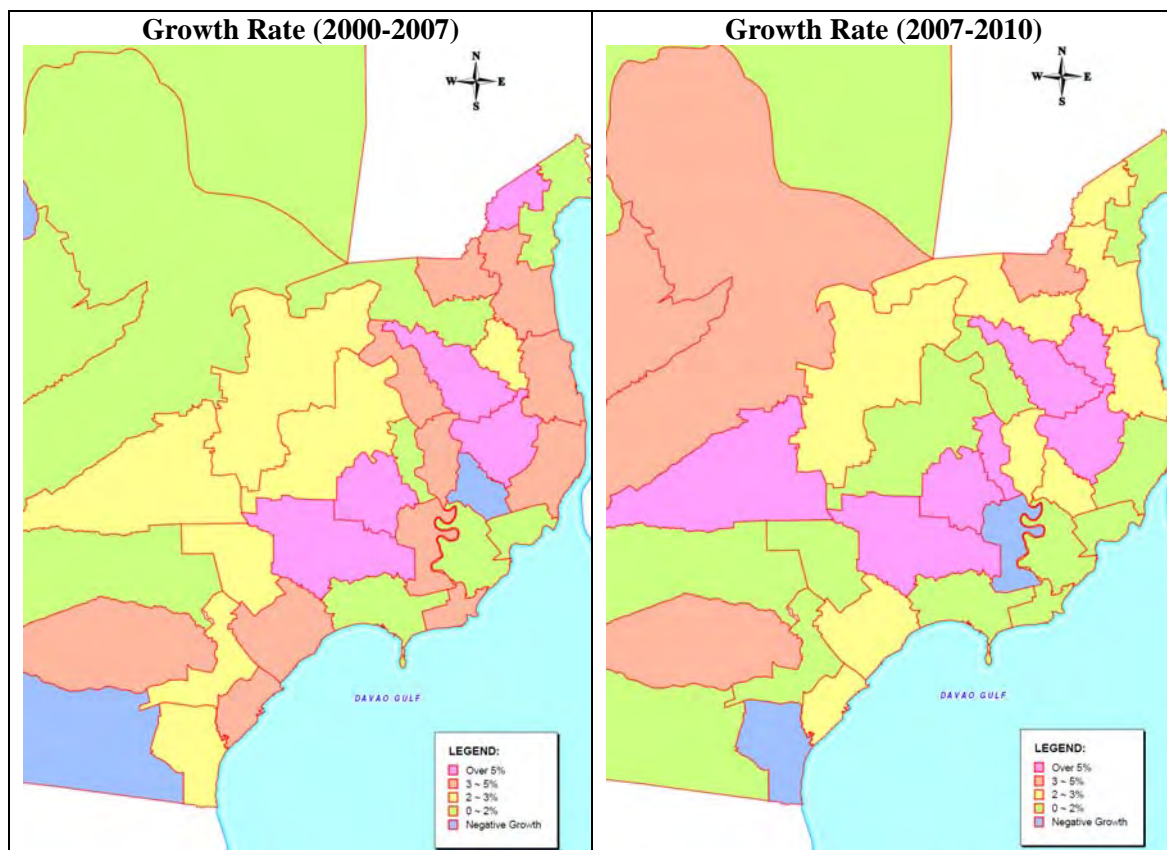 Growth Rate (2000-2007)
N
W E
S
DAVAO GULF
LEGEND:
Over 5%
3 ~ 5%
2 ~ 3%
0 ~ 2%
Negative Growth
Growth Rate (2007-2010)
N
W E
S
DAVAO GULF
LEGEND:
Over 5%
3 ~ 5%
2 ~ 3%
0 ~ 2%
Negative Growth